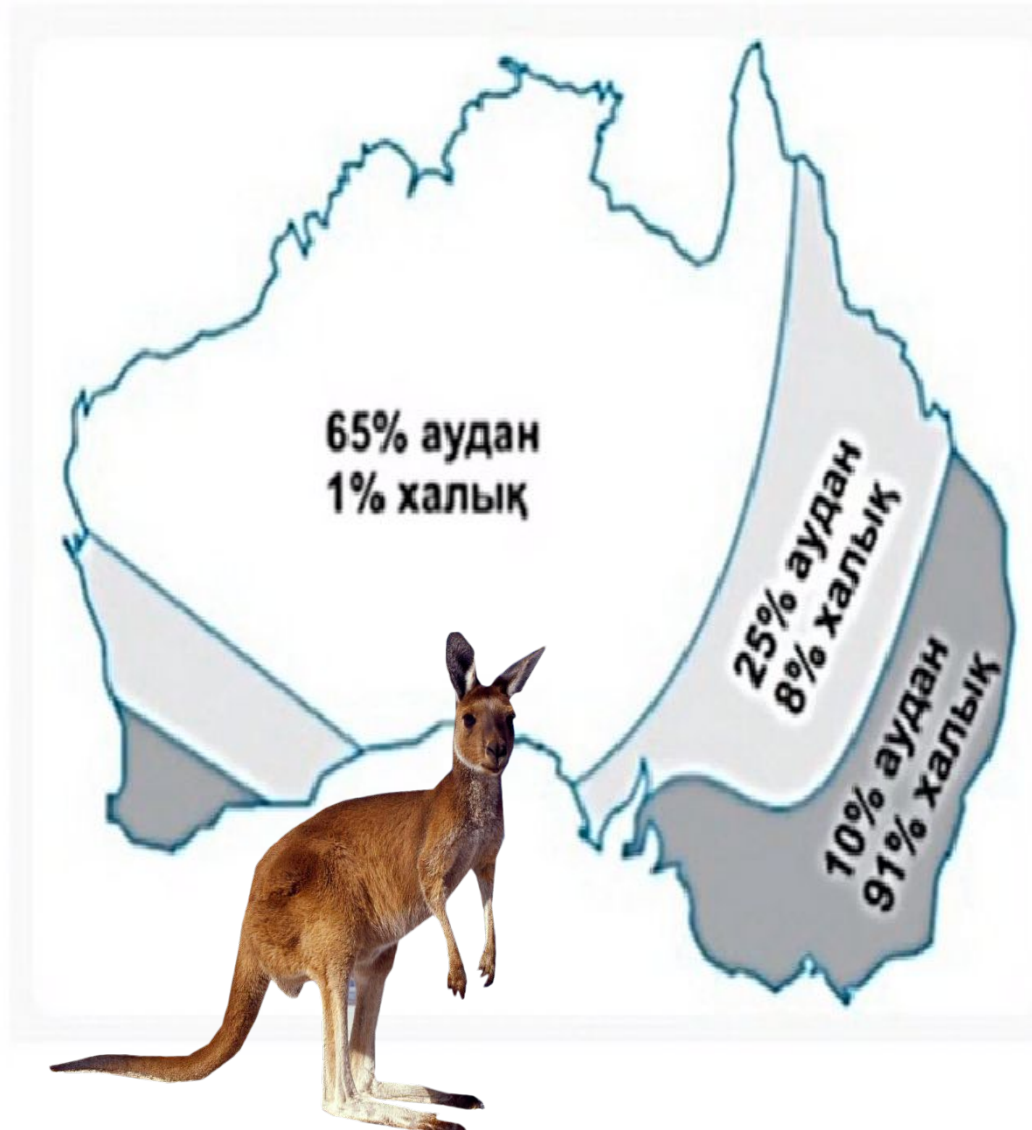 65% аудан
1% халық
25% аудан
8% халық
10% аудан
91% халық